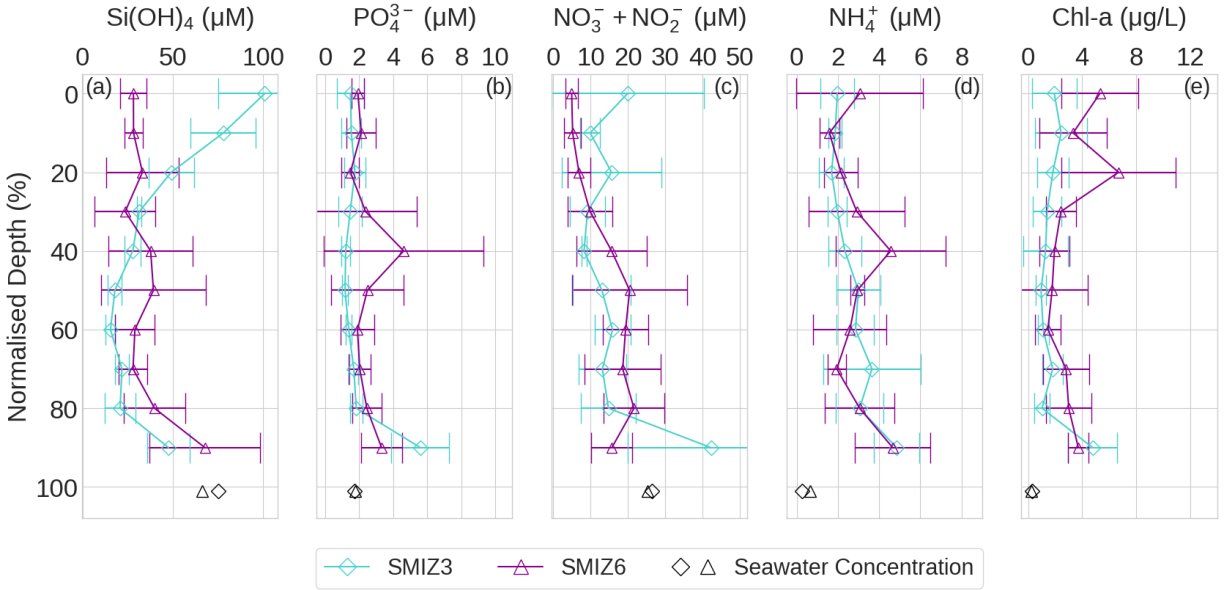 Si(OH)₄ (μM) PO₄³⁻ (μM) NO₃⁻ + NO₂⁻ (μM) NH₄⁺ (μM) Chl-a (μg/L)
0 50 100 0 2 4 6 8 10 0 10 20 30 40 50 0 2 4 6 8 0 4 8 12
(a) (b) (c) (d) (e)
Normalised Depth (%)
0
20
40
60
80
100
SMIZ3 SMIZ6 Seawater Concentration